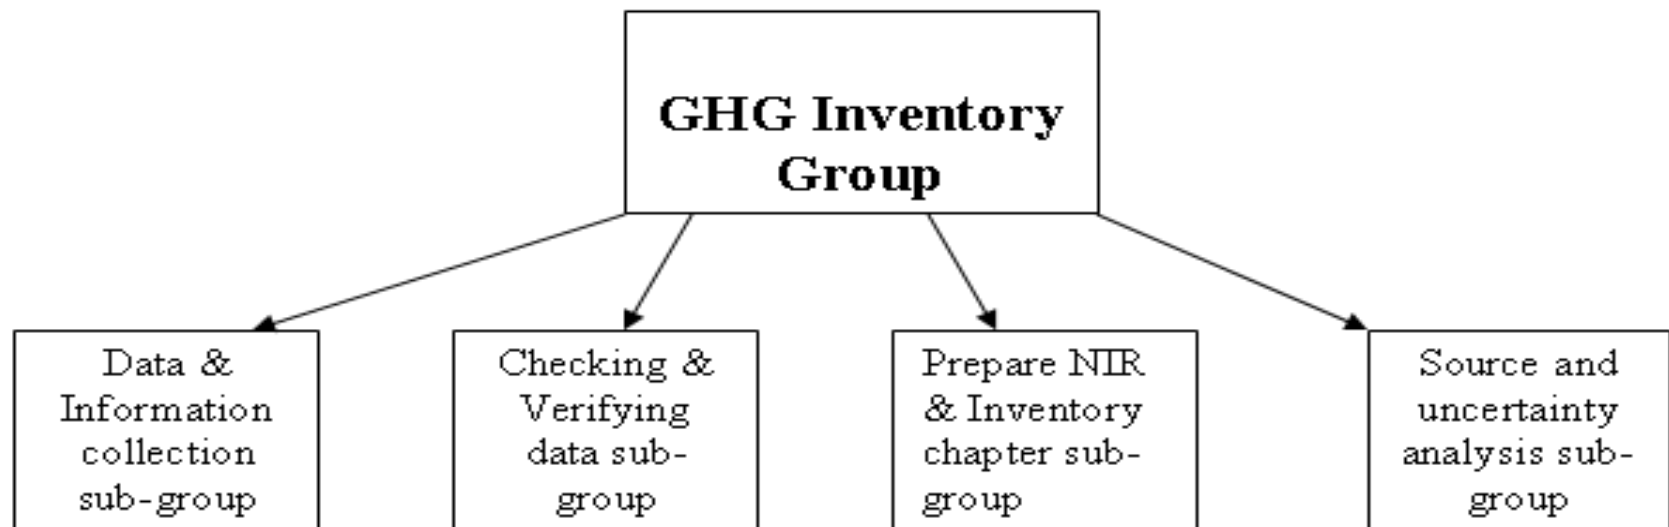 GHG Inventory
Group
Data &
Information
collection
sub-group
Checking &
Verifying
data sub-
group
Prepare NIR
& Inventory
chapter sub-
group
Source and
uncertainty
analysis sub-
group